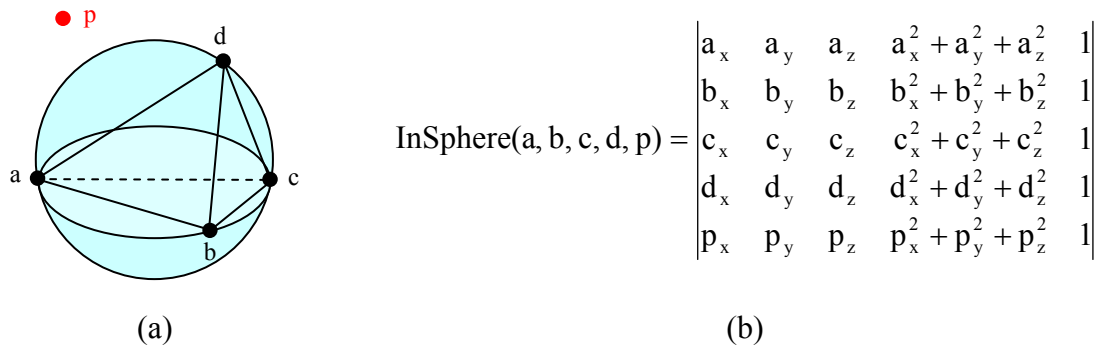 p
d
a
c
b
(a)
InSphere(a, b, c, d, p) =
a_x a_y a_z a_x^2 + a_y^2 + a_z^2 1
b_x b_y b_z b_x^2 + b_y^2 + b_z^2 1
c_x c_y c_z c_x^2 + c_y^2 + c_z^2 1
d_x d_y d_z d_x^2 + d_y^2 + d_z^2 1
p_x p_y p_z p_x^2 + p_y^2 + p_z^2 1
(b)